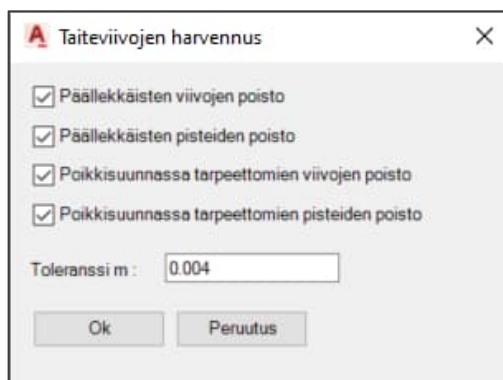 Taiteviivojen harvennus
Päällekkäisten viivojen poisto
Päällekkäisten pisteiden poisto
Poikkisuunnassa tarpeettomien viivojen poisto
Poikkisuunnassa tarpeettomien pisteiden poisto
Toleranssi m : 0.004
Ok Peruutus